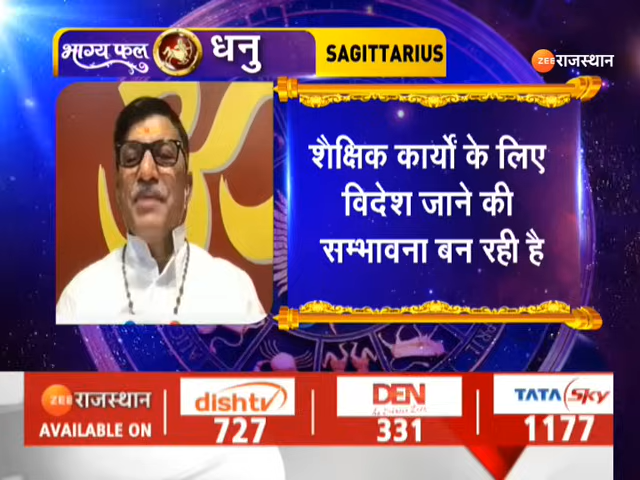 भाग्य फल
धनु
SAGITTARIUS
ZEE राजस्थान
शैक्षिक कार्यो के लिए
विदेश जाने की
सम्भावना बन रही है
ZEE राजस्थान
AVAILABLE ON
dishtv
727
DEN
331
TATA Sky
1177